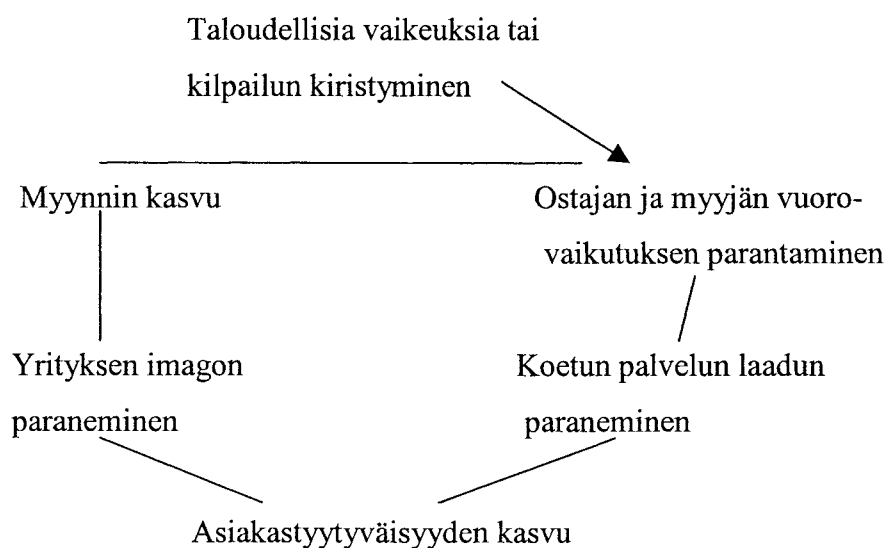 Taloudellisia vaikeuksia tai
kilpailun kiristyminen
Myynnin kasvu
Ostajan ja myyjän vuoro-
vaikutuksen parantaminen
Yrityksen imagon
paraneminen
Koetun palvelun laadun
paraneminen
Asiakastyytyväisyyden kasvu